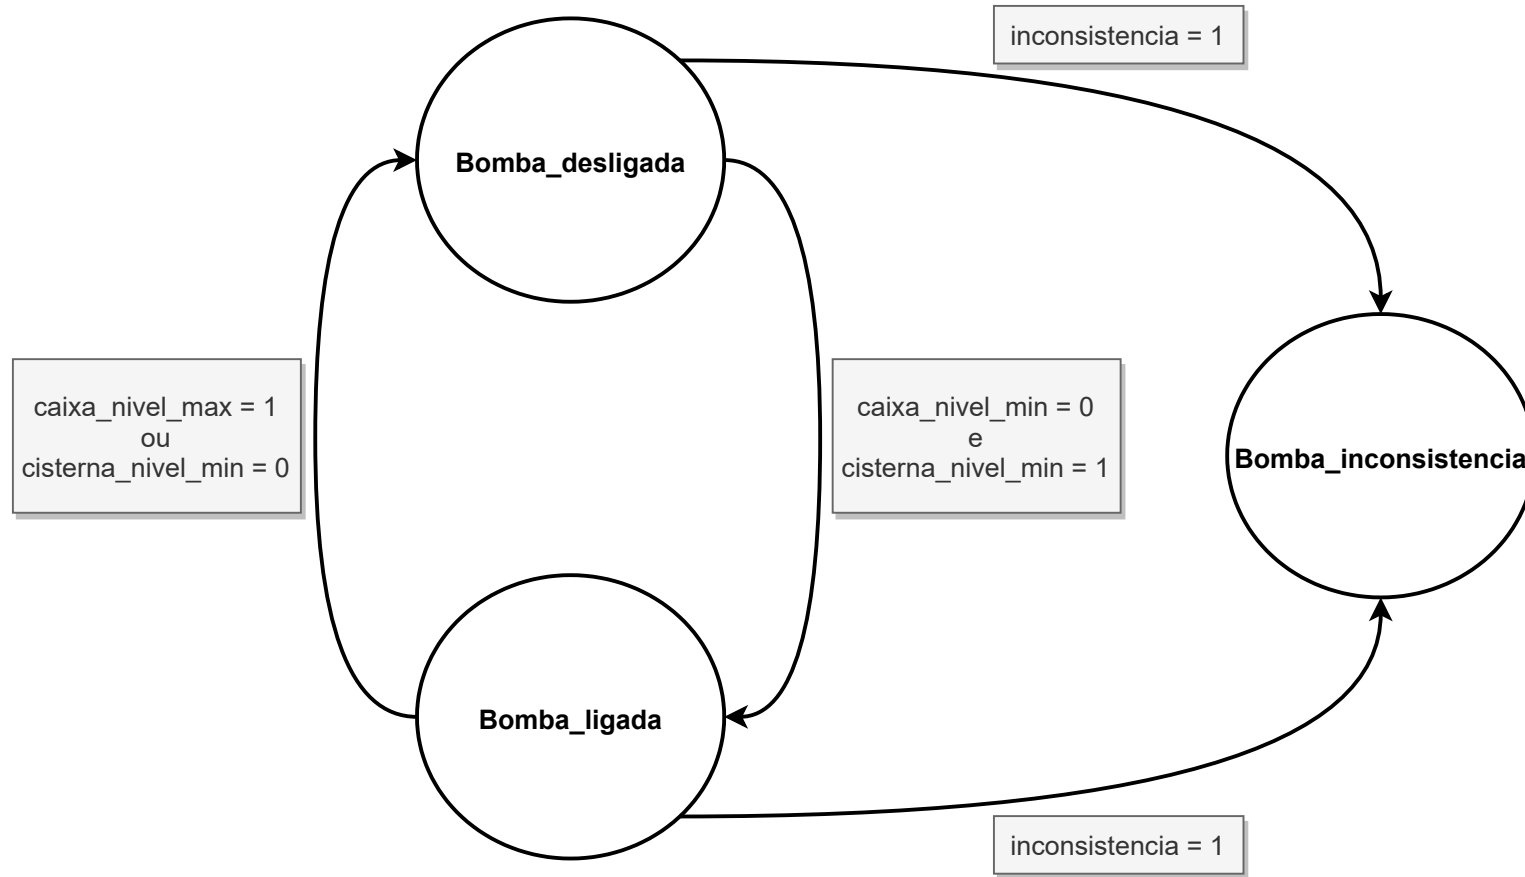 inconsistencia = 1
Bomba_desligada
caixa_nivel_max = 1
ou
cisterna_nivel_min = 0
caixa_nivel_min = 0
e
cisterna_nivel_min = 1
Bomba_inconsistencia
Bomba_ligada
inconsistencia = 1